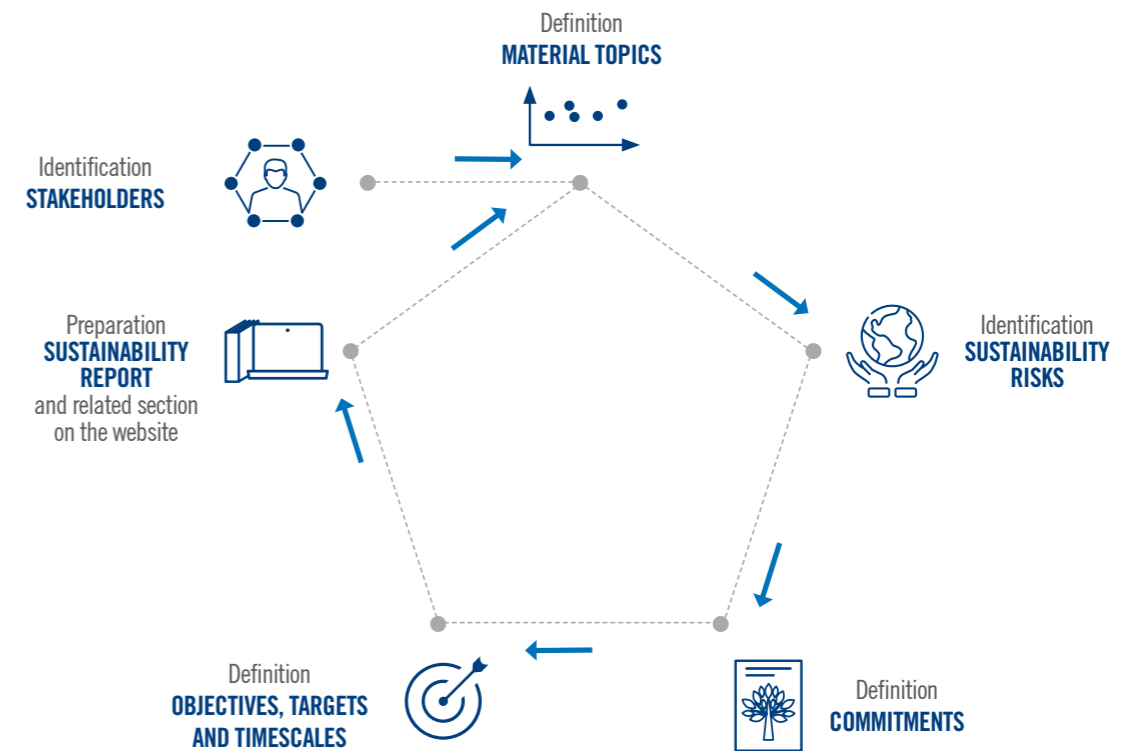 Definition
MATERIAL TOPICS
Identification
STAKEHOLDERS
Preparation
SUSTAINABILITY
REPORT
and related section
on the website
Identification
SUSTAINABILITY
RISKS
Definition
OBJECTIVES, TARGETS
AND TIMESCALES
Definition
COMMITMENTS